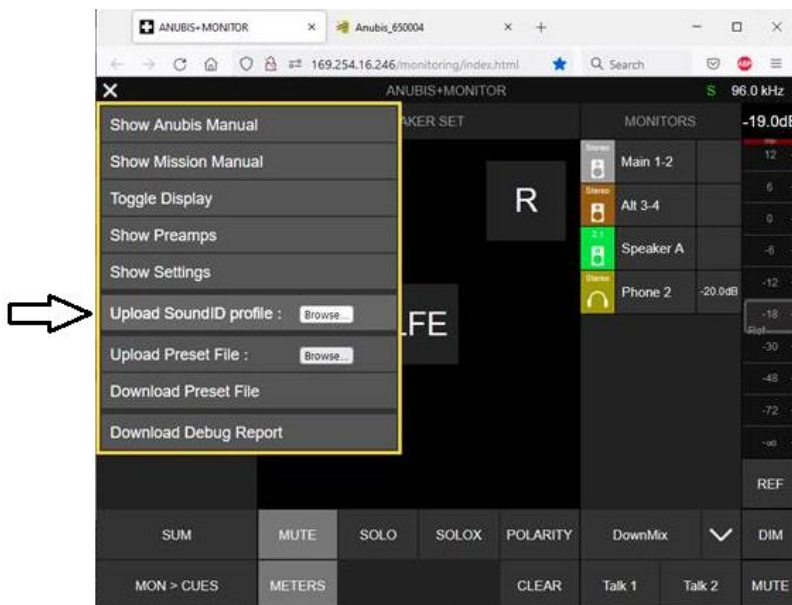 ANUBIS+MONITOR
Anubis_650004
169.254.16.246/monitoring/index.html
Search
ANUBIS+MONITOR
S 96.0 kHz
Show Anubis Manual
Show Mission Manual
Toggle Display
Show Preamps
Show Settings
Upload SoundID profile : Browse...
Upload Preset File : Browse...
Download Preset File
Download Debug Report
AKER SET
R
LFE
MONITORS
Stereo
Main 1-2
Stereo
Alt 3-4
2.1
Speaker A
Stereo
Phone 2 -20.0dB
-19.0dB
12
6
0
-6
-12
-18
Ref
-30
-48
-72
-∞
REF
SUM MUTE SOLO SOLOX POLARITY DownMix DIM
MON > CUES METERS CLEAR Talk 1 Talk 2 MUTE